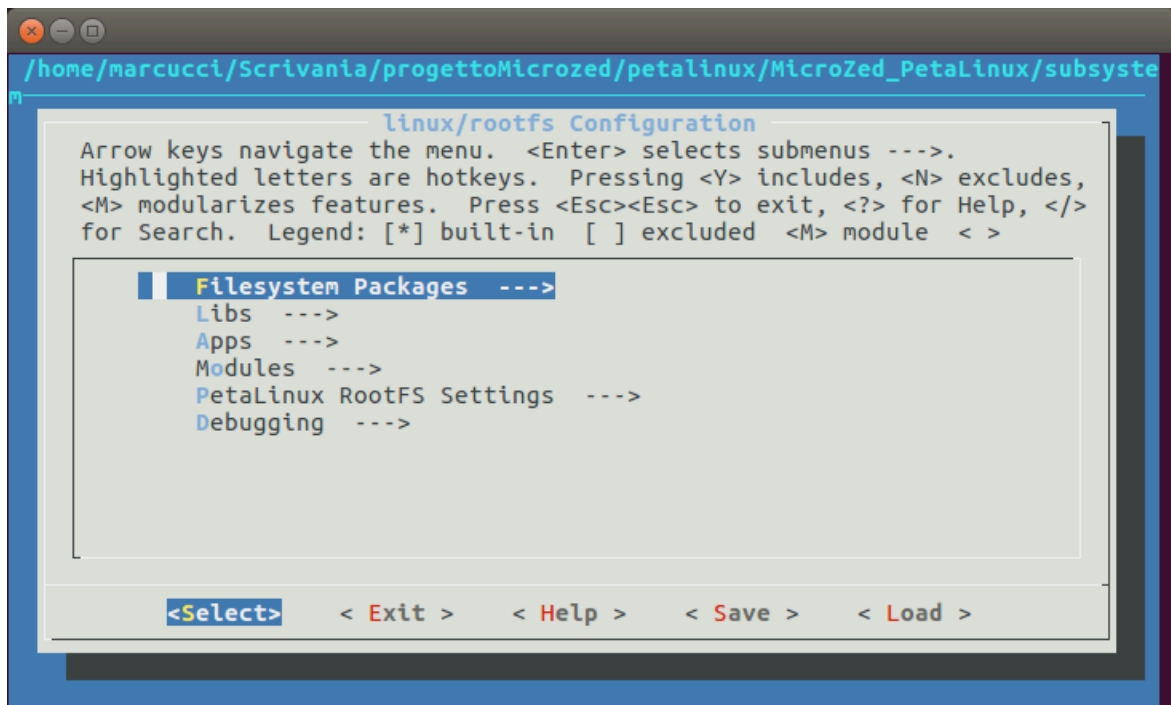 /home/marcucci/Scrivania/progettoMicrozed/petalinux/MicroZed_PetaLinux/subsyste
m
linux/rootfs Configuration
Arrow keys navigate the menu.  <Enter> selects submenus --->.
Highlighted letters are hotkeys.  Pressing <Y> includes, <N> excludes,
<M> modularizes features.  Press <Esc><Esc> to exit, <?> for Help, </>
for Search.  Legend: [*] built-in  [ ] excluded  <M> module  < >
Filesystem Packages  --->
Libs  --->
Apps  --->
Modules  --->
PetaLinux RootFS Settings  --->
Debugging  --->
<Select>    < Exit >    < Help >    < Save >    < Load >